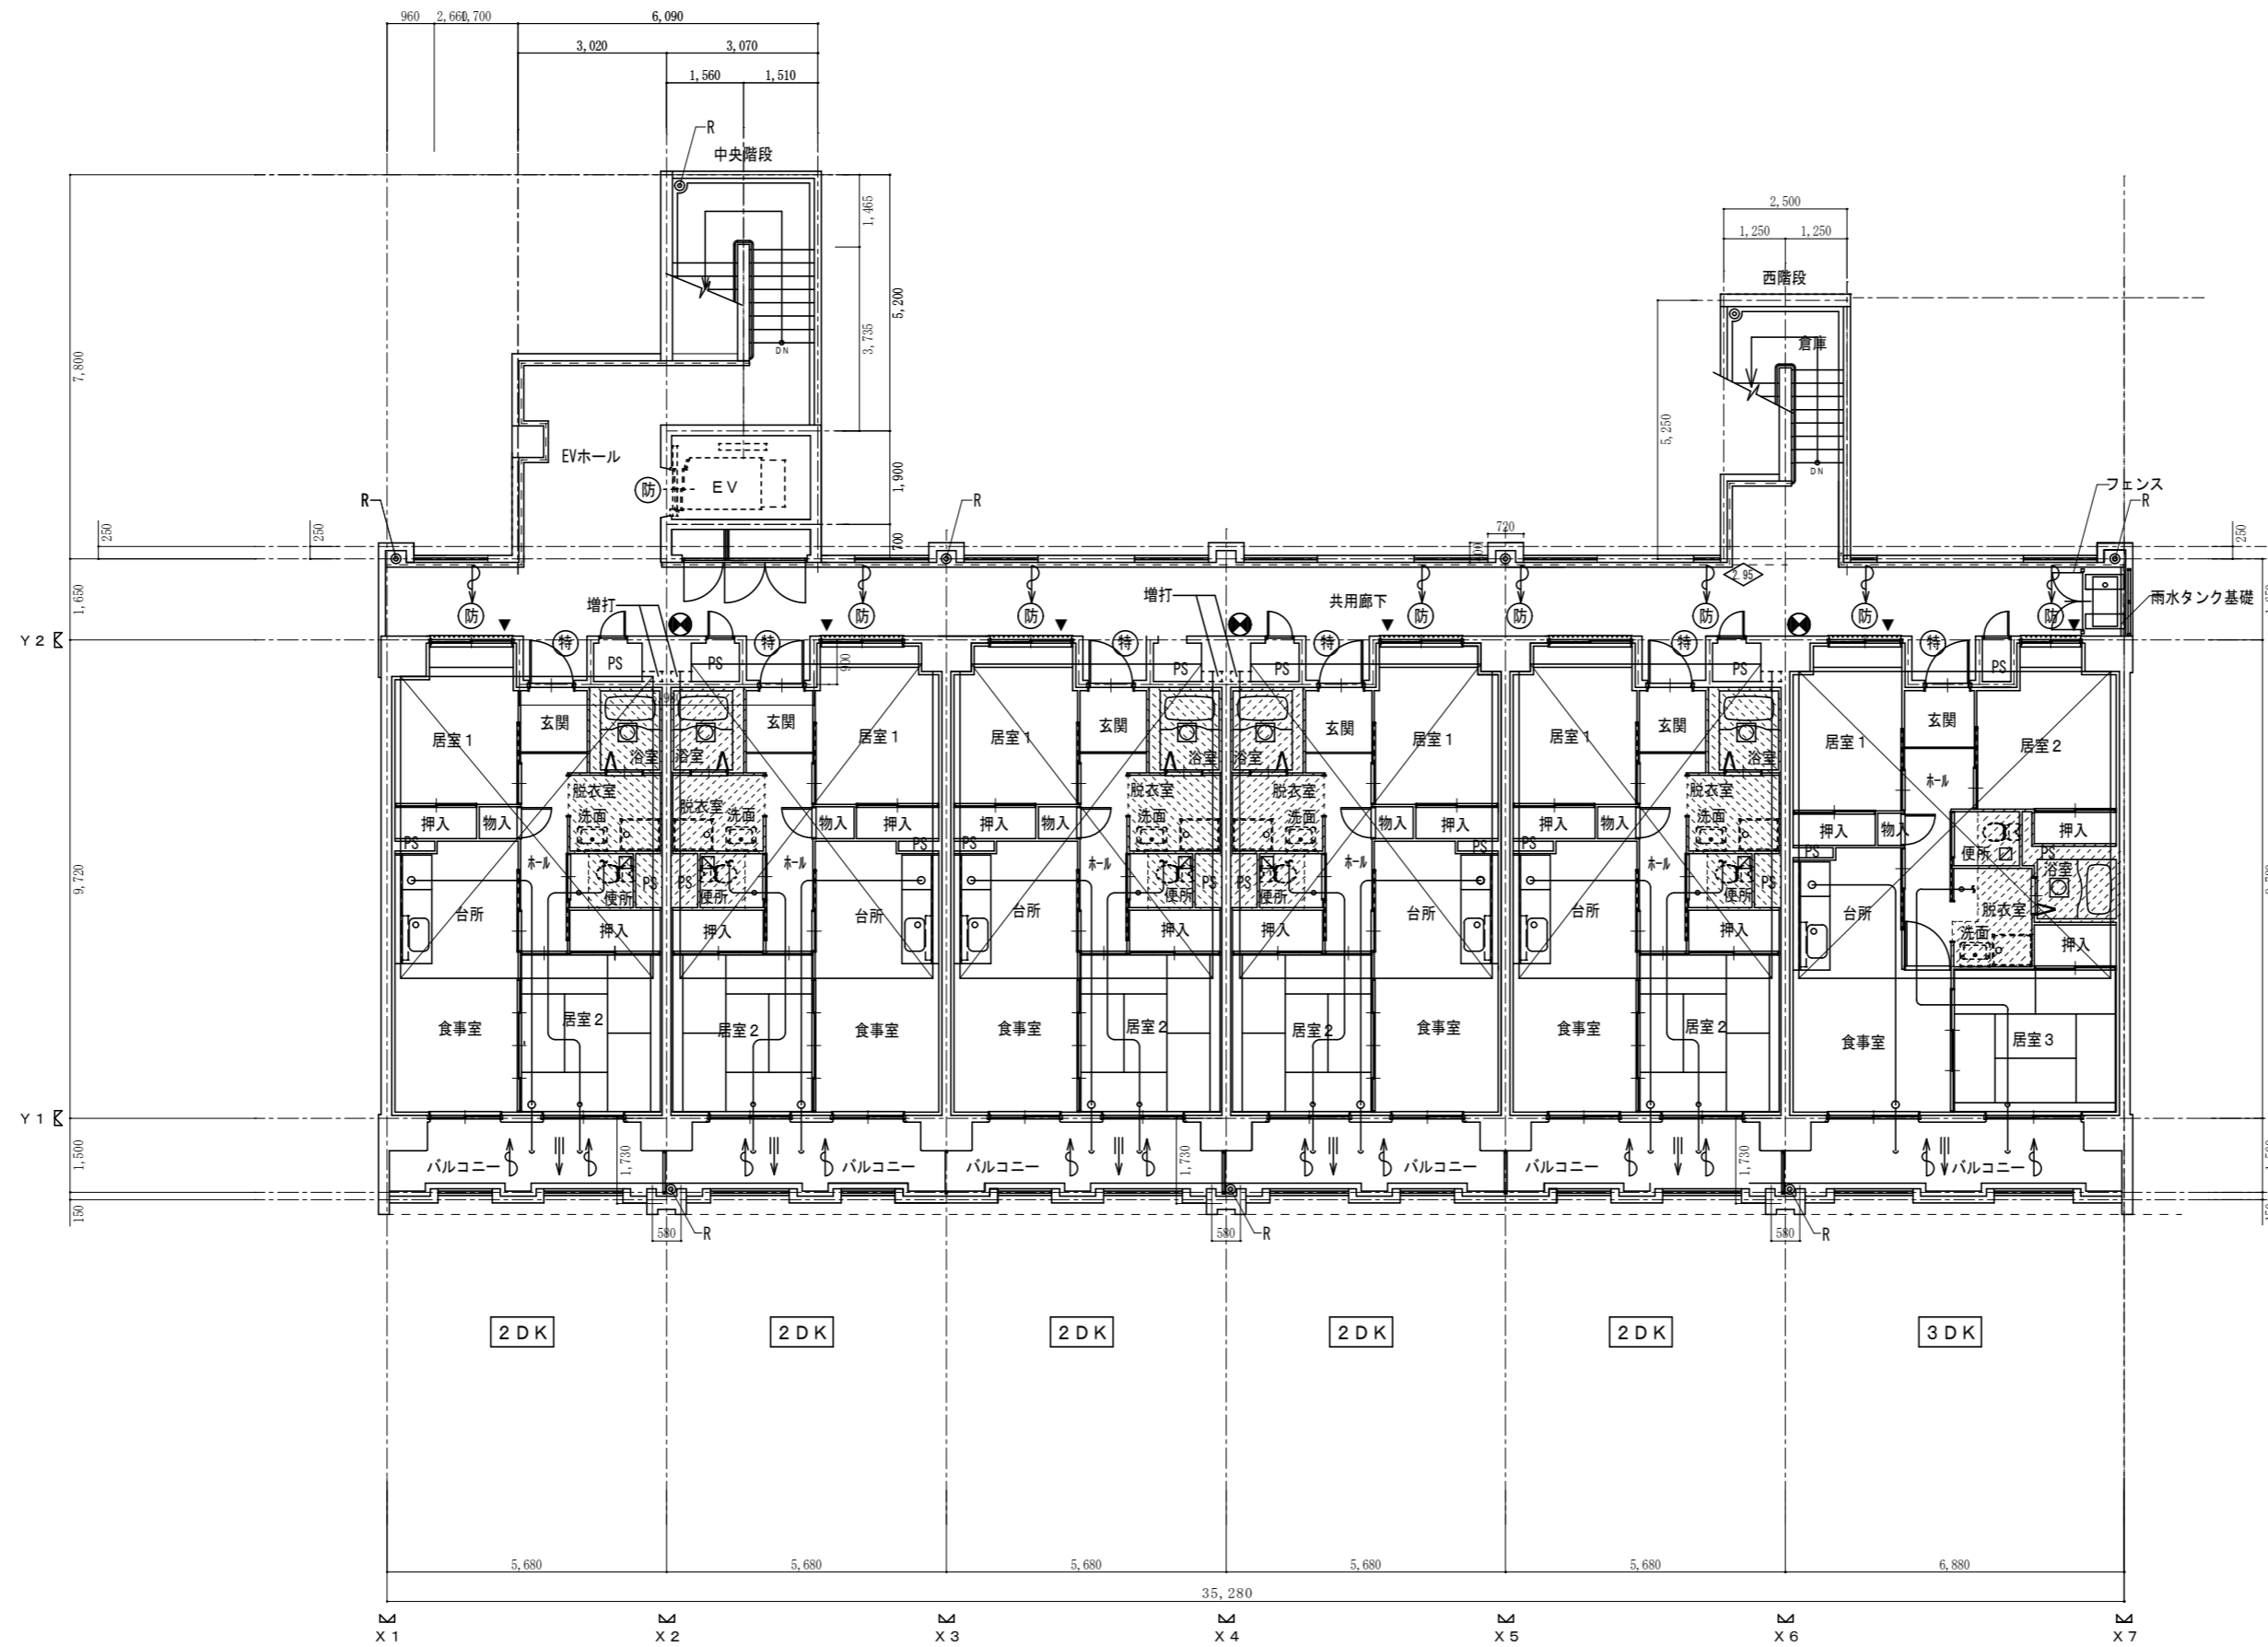 960
2,660
1,700
6,090
3,020
3,070
1,560
1,510
R
中央階段
1,465
2,500
1,250
1,250
西階段
5,200
3,735
DN
倉庫
7,800
5,250
EVホール
防
EV
1,900
DN
フェンス
R
R
R
250
250
700
720
250
2.95
1,650
防
増打
防
防
増打
共用廊下
防
防
防
防
防
雨水タンク基礎
Y2
特
PS
PS
特
900
特
PS
PS
特
特
PS
特
PS
玄関
玄関
玄関
玄関
玄関
玄関
居室1
浴室
浴室
居室1
居室1
浴室
浴室
居室1
居室1
浴室
居室1
居室2
ホール
脱衣室
脱衣室
脱衣室
脱衣室
脱衣室
押入
物入
洗面
洗面
物入
押入
押入
物入
洗面
洗面
物入
押入
押入
物入
洗面
押入
物入
押入
PS
PS
PS
PS
PS
PS
便所
PS
ホール
ホール
ホール
ホール
ホール
浴室
9,720
台所
便所
PS
PS
便所
台所
台所
便所
PS
PS
便所
台所
台所
便所
PS
台所
脱衣室
押入
押入
押入
押入
押入
洗面
押入
食事室
居室2
居室2
食事室
食事室
居室2
居室2
食事室
食事室
居室2
食事室
居室3
Y1
1,500
バルコニー
1,730
バルコニー
バルコニー
1,730
バルコニー
バルコニー
1,730
バルコニー
150
580
R
580
R
580
R
2DK
2DK
2DK
2DK
2DK
3DK
5,680
5,680
5,680
5,680
5,680
6,880
35,280
X1
X2
X3
X4
X5
X6
X7